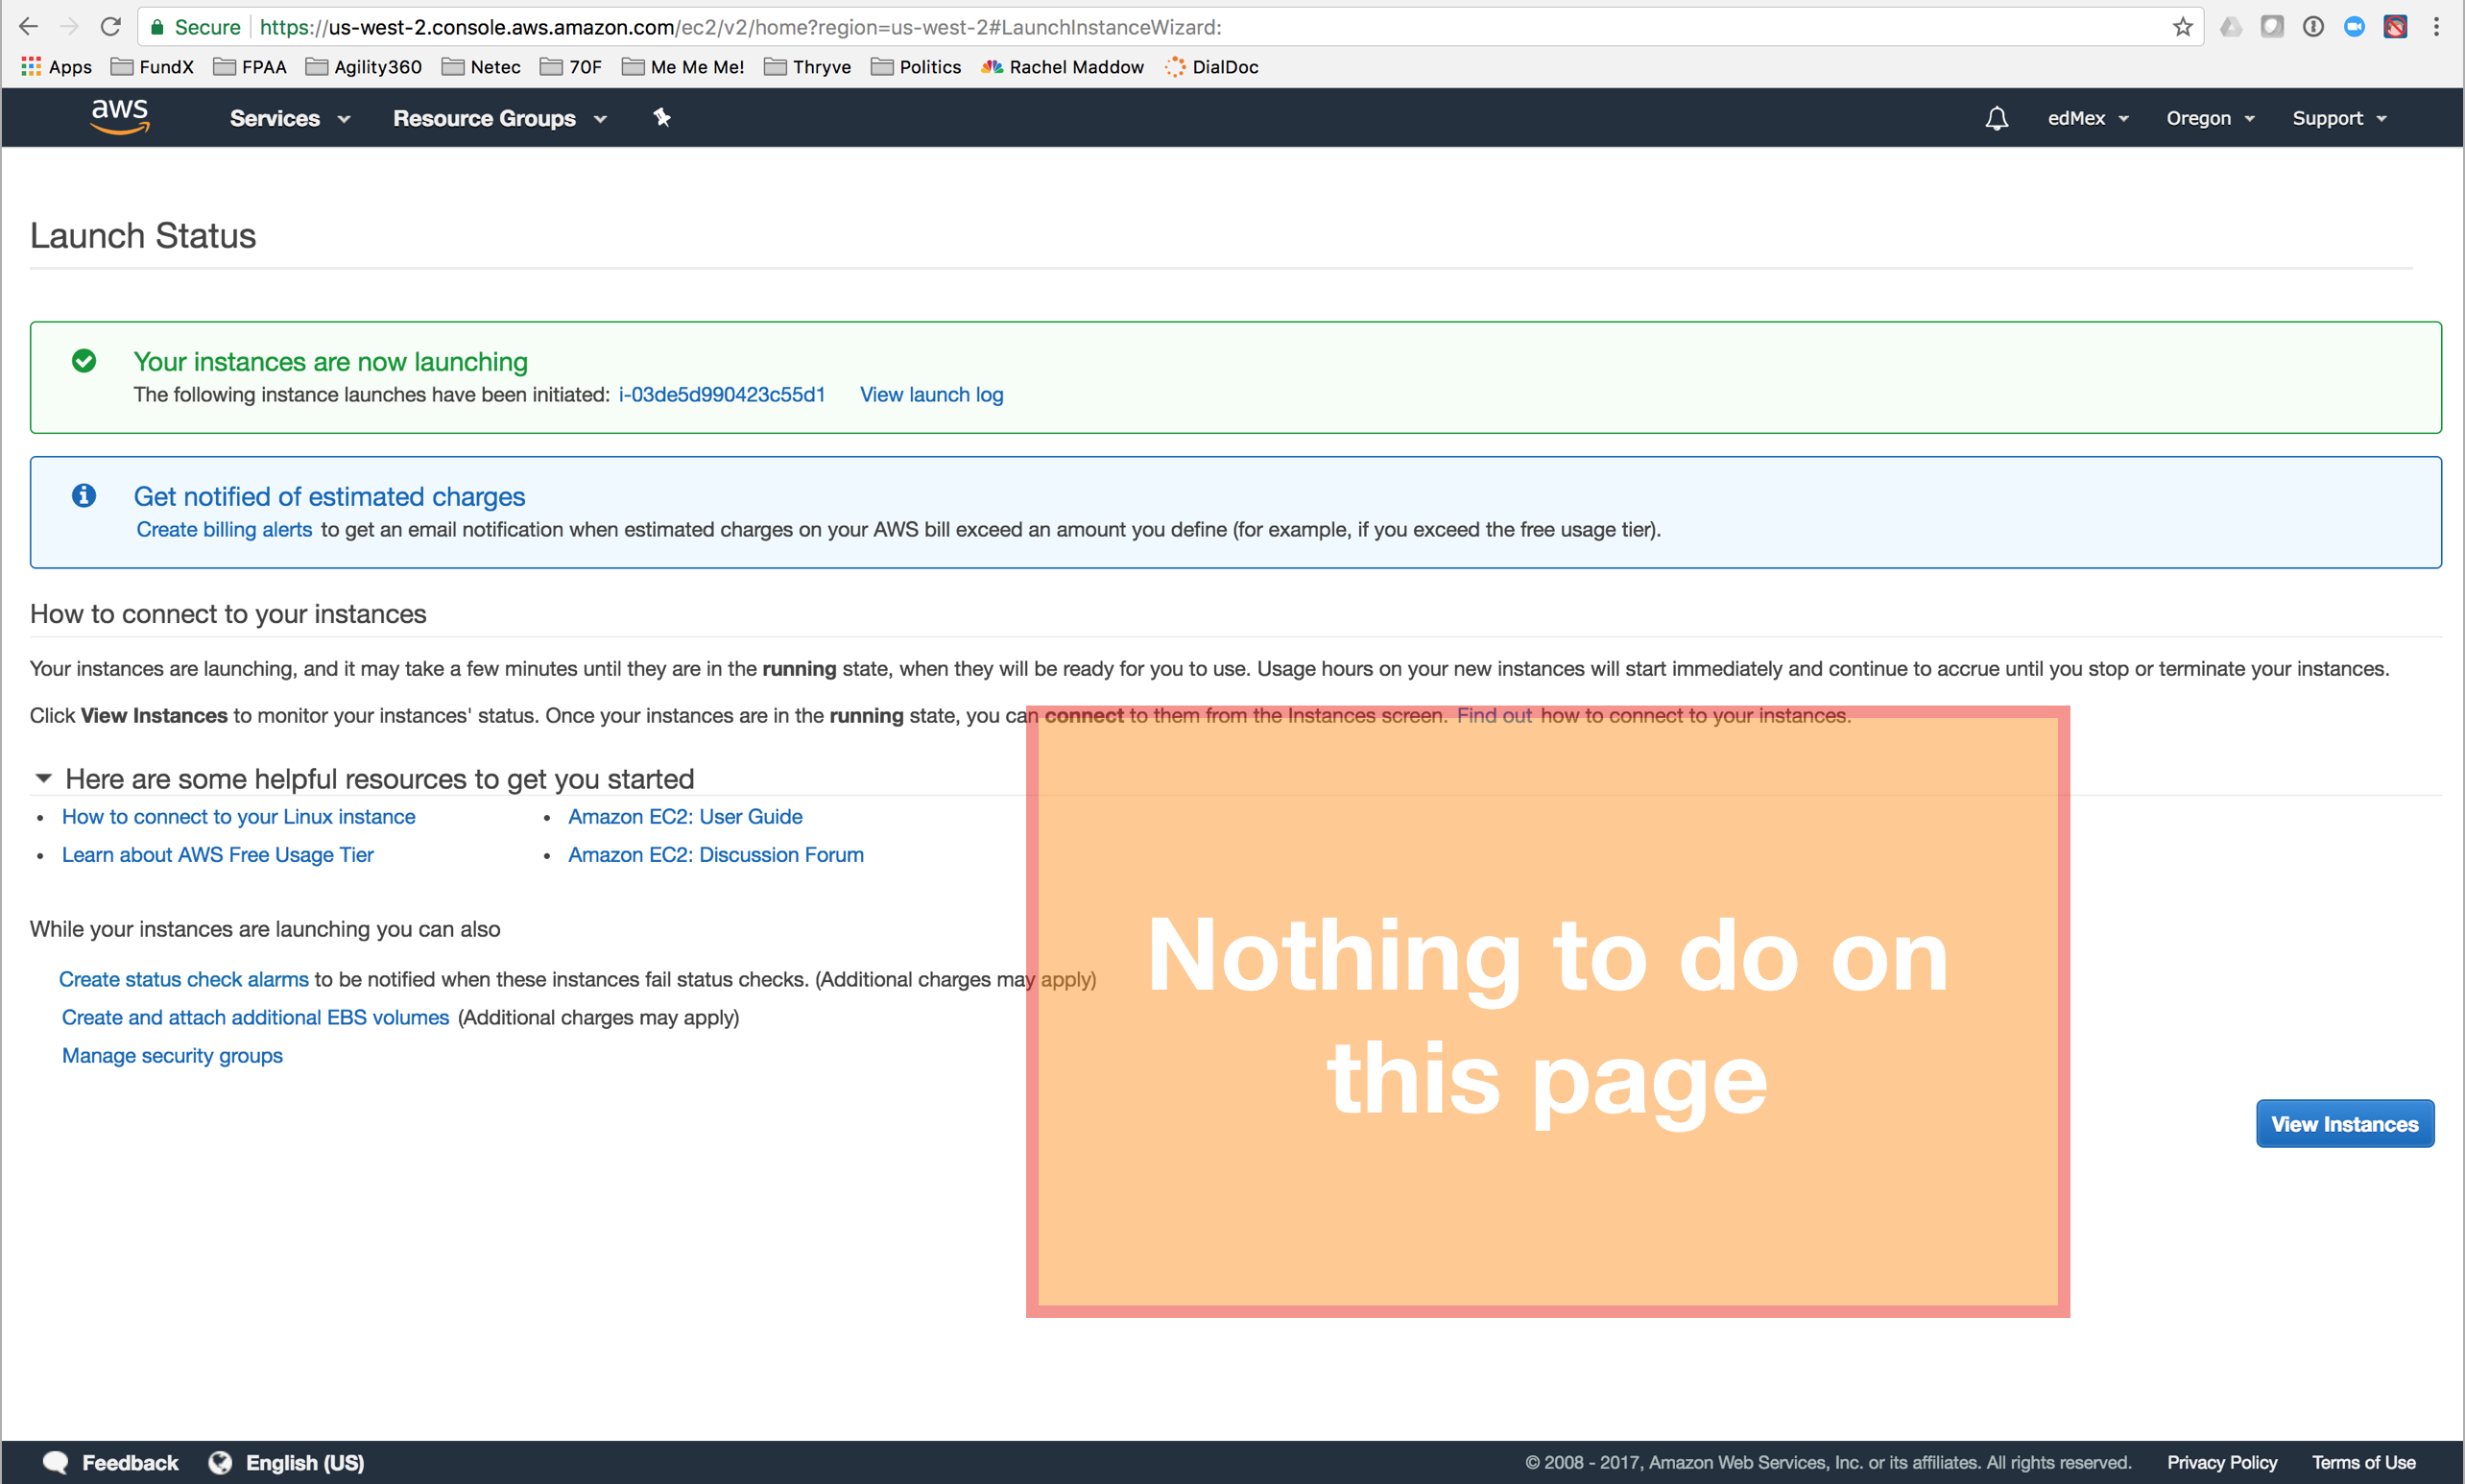 Secure https://us-west-2.console.aws.amazon.com/ec2/v2/home?region=us-west-2#LaunchInstanceWizard:
Apps FundX FPAA Agility360 Netec 70F Me Me Me! Thryve Politics Rachel Maddow DialDoc
aws Services Resource Groups edMex Oregon Support
Launch Status
Your instances are now launching
The following instance launches have been initiated: i-03de5d990423c55d1 View launch log
Get notified of estimated charges
Create billing alerts to get an email notification when estimated charges on your AWS bill exceed an amount you define (for example, if you exceed the free usage tier).
How to connect to your instances
Your instances are launching, and it may take a few minutes until they are in the running state, when they will be ready for you to use. Usage hours on your new instances will start immediately and continue to accrue until you stop or terminate your instances.
Click View Instances to monitor your instances' status. Once your instances are in the running state, you can connect to them from the Instances screen. Find out how to connect to your instances.
Here are some helpful resources to get you started
• How to connect to your Linux instance
• Amazon EC2: User Guide
• Learn about AWS Free Usage Tier
• Amazon EC2: Discussion Forum
While your instances are launching you can also
Create status check alarms to be notified when these instances fail status checks. (Additional charges may apply)
Create and attach additional EBS volumes (Additional charges may apply)
Manage security groups
Nothing to do on
this page
View Instances
Feedback English (US) © 2008 - 2017, Amazon Web Services, Inc. or its affiliates. All rights reserved. Privacy Policy Terms of Use